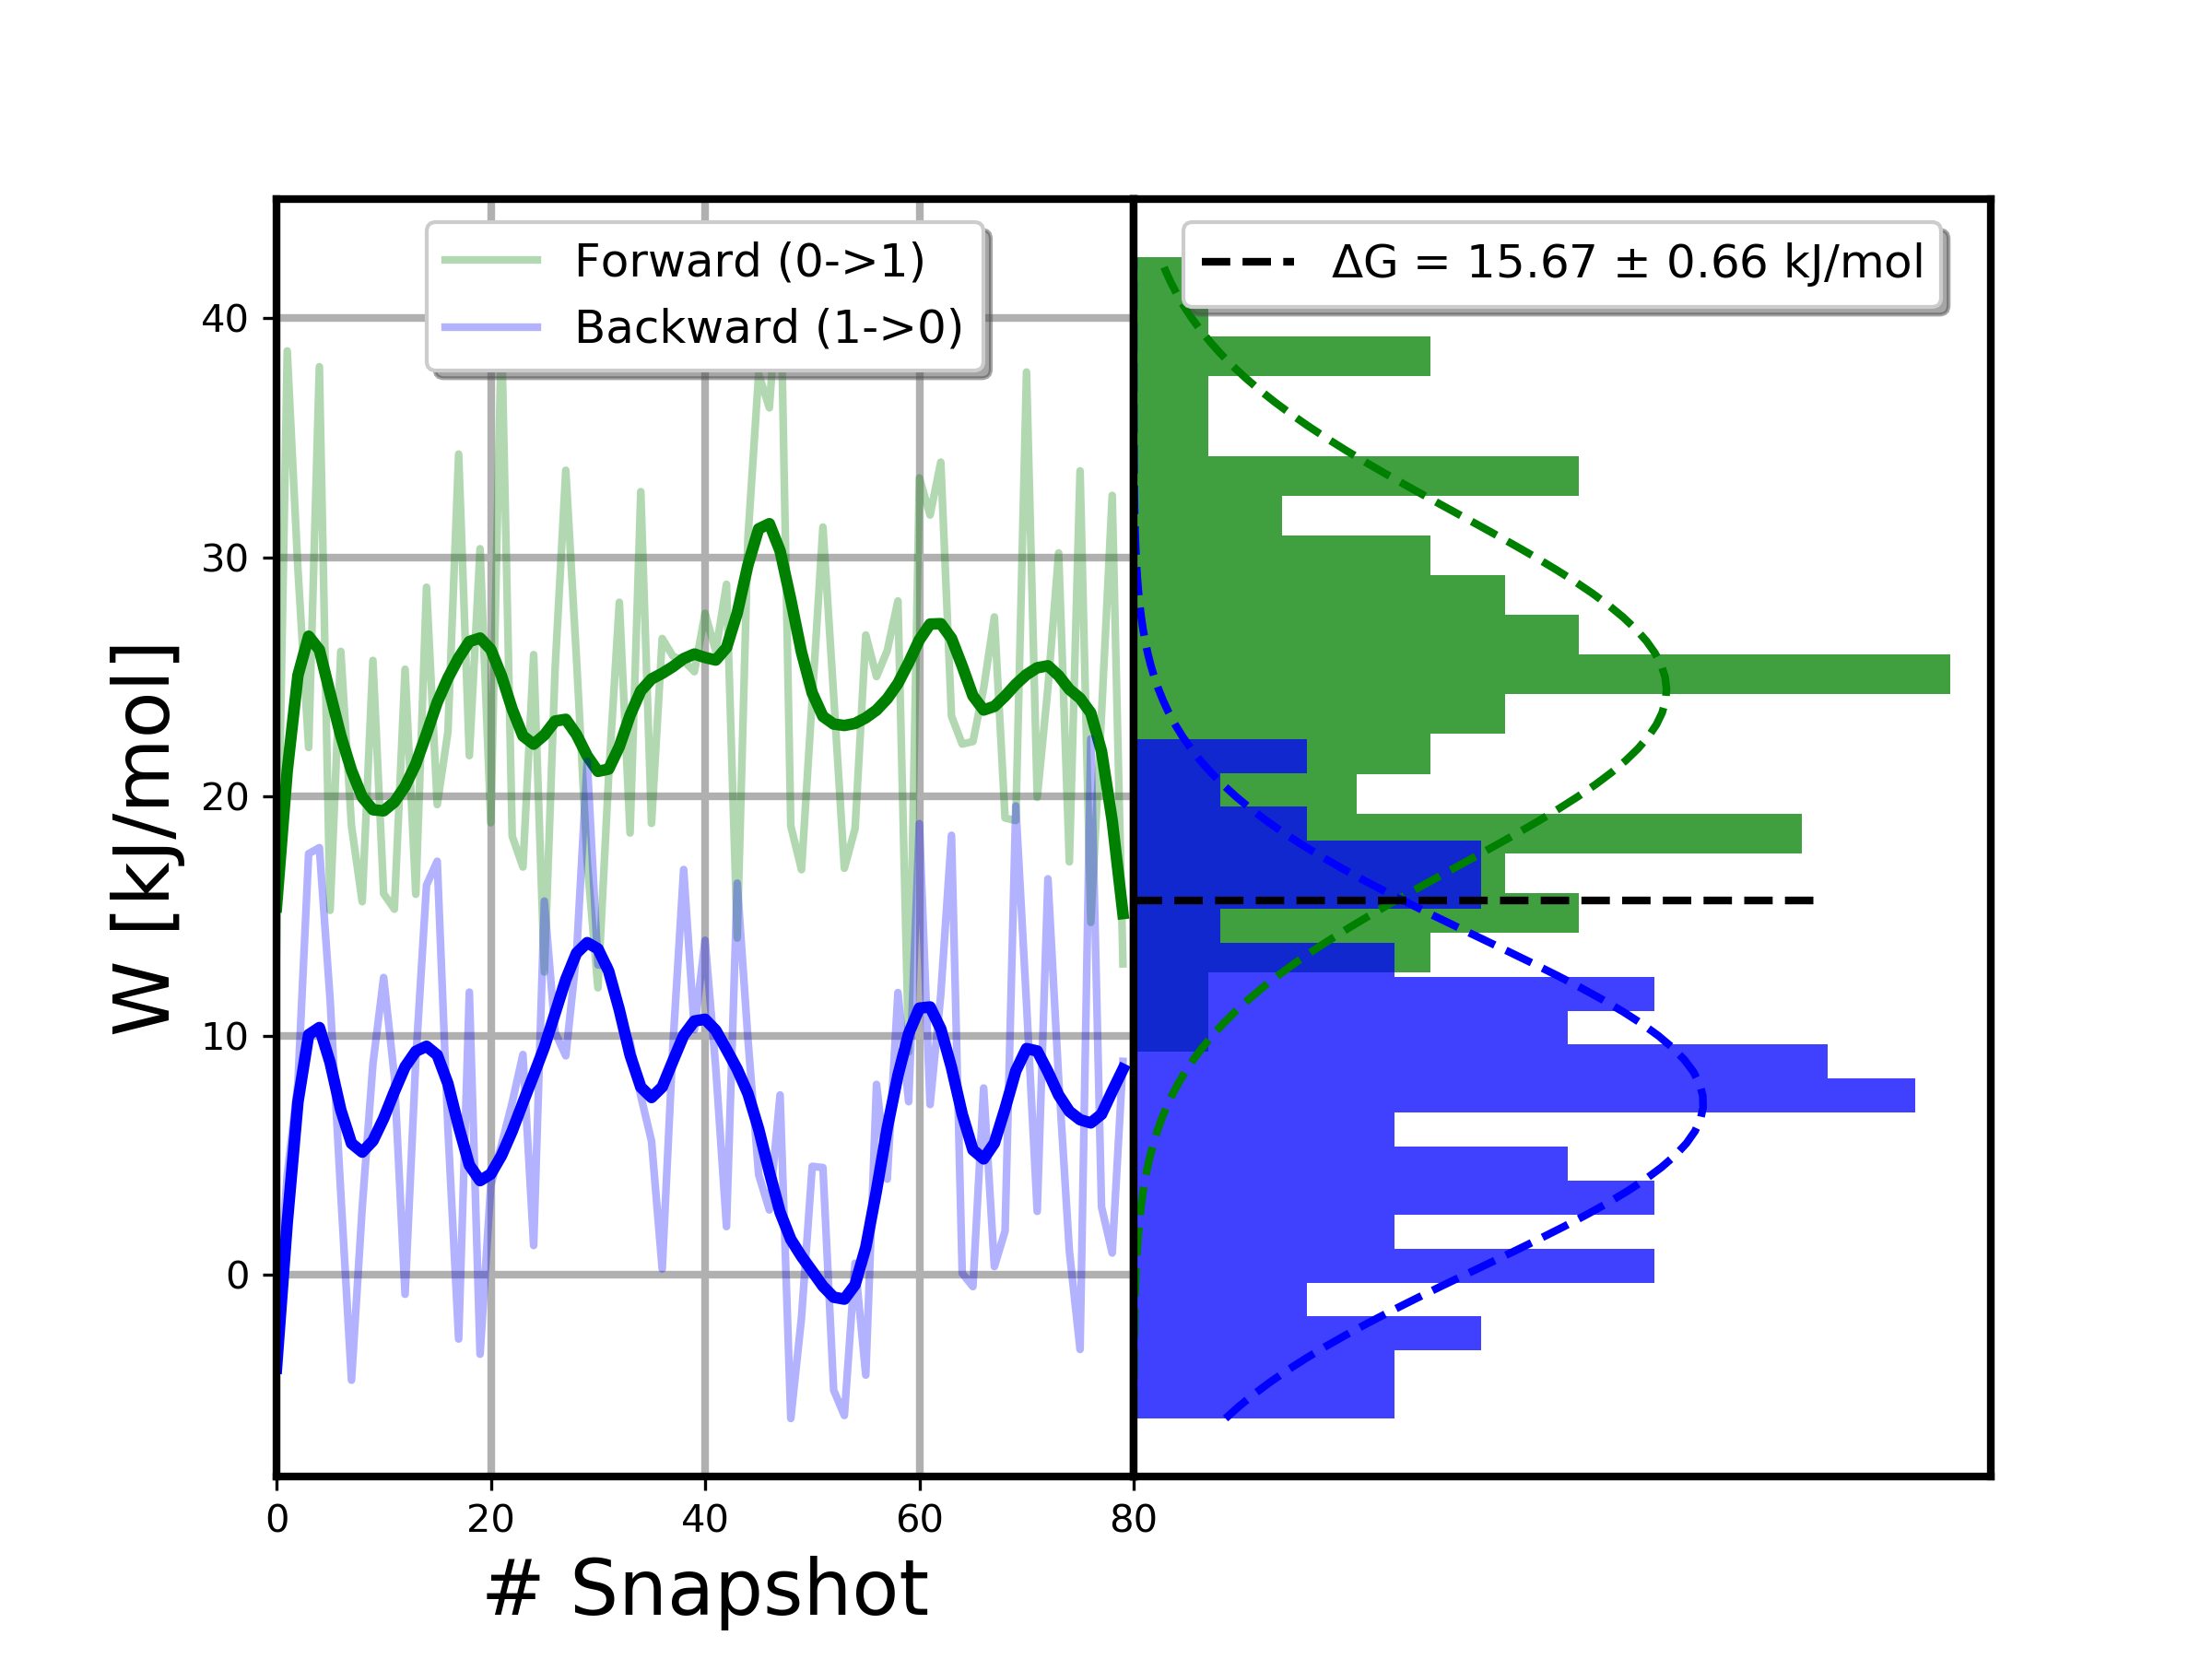 Forward (0->1)
Backward (1->0)
ΔG = 15.67 ± 0.66 kJ/mol
40
30
20
10
0
W [kJ/mol]
0 20 40 60 80
# Snapshot